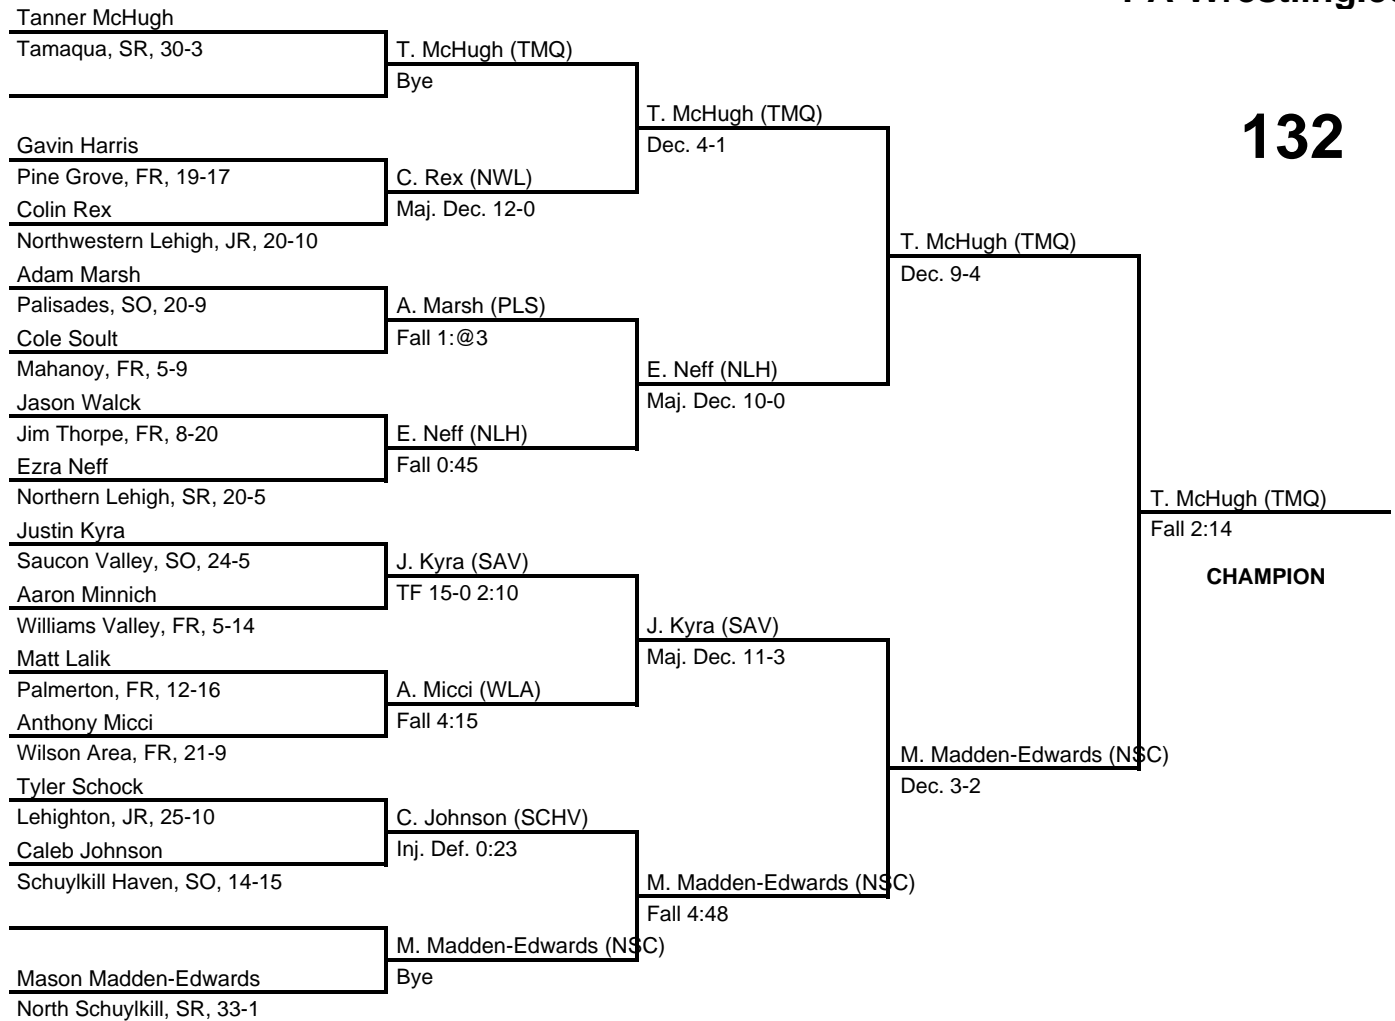 Tanner McHugh
Tamaqua, SR, 30-3
T. McHugh (TMQ)
Bye
T. McHugh (TMQ)
Dec. 4-1
132
Gavin Harris
Pine Grove, FR, 19-17
C. Rex (NWL)
Colin Rex
Maj. Dec. 12-0
Northwestern Lehigh, JR, 20-10
T. McHugh (TMQ)
Dec. 9-4
Adam Marsh
Palisades, SO, 20-9
A. Marsh (PLS)
Cole Soult
Fall 1:@3
Mahanoy, FR, 5-9
E. Neff (NLH)
Maj. Dec. 10-0
Jason Walck
Jim Thorpe, FR, 8-20
E. Neff (NLH)
Ezra Neff
Fall 0:45
Northern Lehigh, SR, 20-5
T. McHugh (TMQ)
Fall 2:14
CHAMPION
Justin Kyra
Saucon Valley, SO, 24-5
J. Kyra (SAV)
Aaron Minnich
TF 15-0 2:10
Williams Valley, FR, 5-14
J. Kyra (SAV)
Maj. Dec. 11-3
Matt Lalik
Palmerton, FR, 12-16
A. Micci (WLA)
Anthony Micci
Fall 4:15
Wilson Area, FR, 21-9
M. Madden-Edwards (NSC)
Dec. 3-2
Tyler Schock
Lehighton, JR, 25-10
C. Johnson (SCHV)
Caleb Johnson
Inj. Def. 0:23
Schuylkill Haven, SO, 14-15
M. Madden-Edwards (NSC)
Fall 4:48
M. Madden-Edwards (NSC)
Mason Madden-Edwards
Bye
North Schuylkill, SR, 33-1